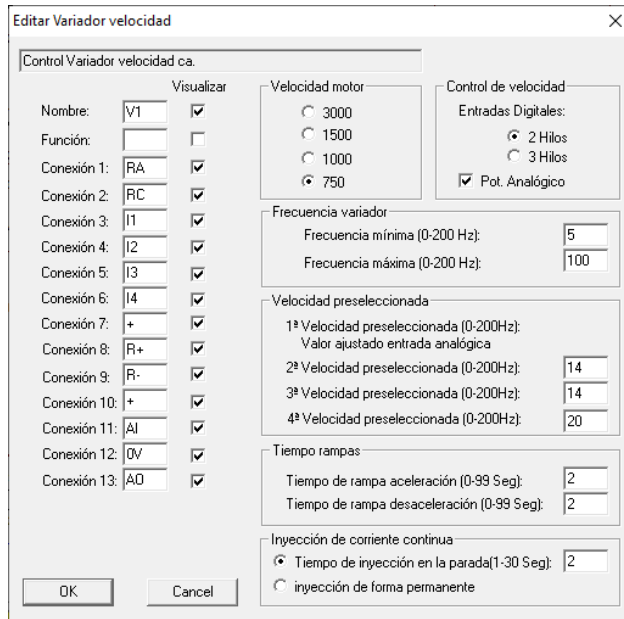 Editar Variador velocidad
Control Variador velocidad ca.
Visualizar
Nombre: V1
Función:
Conexión 1: RA
Conexión 2: RC
Conexión 3: I1
Conexión 4: I2
Conexión 5: I3
Conexión 6: I4
Conexión 7: +
Conexión 8: R+
Conexión 9: R-
Conexión 10: +
Conexión 11: AI
Conexión 12: 0V
Conexión 13: AO
OK
Cancel
Velocidad motor
3000
1500
1000
750
Control de velocidad
Entradas Digitales:
2 Hilos
3 Hilos
Pot. Analógico
Frecuencia variador
Frecuencia mínima (0-200 Hz): 5
Frecuencia máxima (0-200 Hz): 100
Velocidad preseleccionada
1ª Velocidad preseleccionada (0-200Hz):
Valor ajustado entrada analógica
2ª Velocidad preseleccionada (0-200Hz): 14
3ª Velocidad preseleccionada (0-200Hz): 14
4ª Velocidad preseleccionada (0-200Hz): 20
Tiempo rampas
Tiempo de rampa aceleración (0-99 Seg): 2
Tiempo de rampa desaceleración (0-99 Seg): 2
Inyección de corriente continua
Tiempo de inyección en la parada(1-30 Seg): 2
inyección de forma permanente